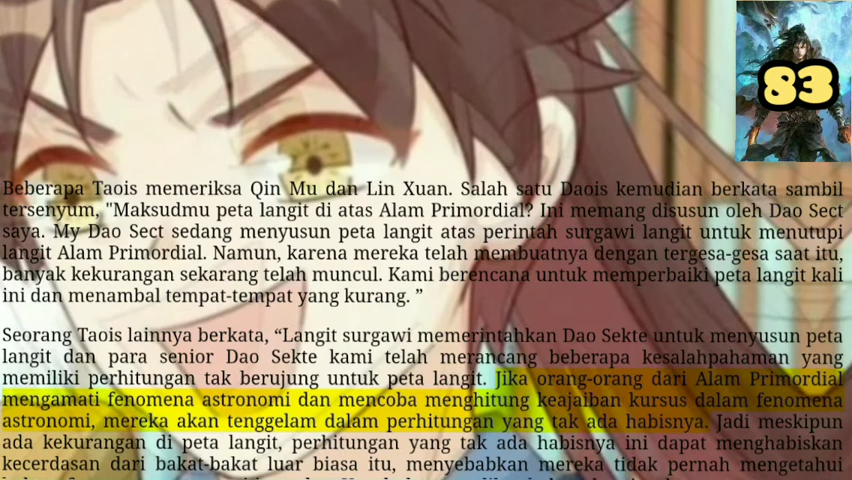 83
Beberapa Taois memeriksa Qin Mu dan Lin Xuan. Salah satu Daois kemudian berkata sambil
tersenyum, "Maksudmu peta langit di atas Alam Primordial? Ini memang disusun oleh Dao Sect
saya. My Dao Sect sedang menyusun peta langit atas perintah surgawi langit untuk menutupi
langit Alam Primordial. Namun, karena mereka telah membuatnya dengan tergesa-gesa saat itu,
banyak kekurangan sekarang telah muncul. Kami berencana untuk memperbaiki peta langit kali
ini dan menambal tempat-tempat yang kurang. ”
Seorang Taois lainnya berkata, “Langit surgawi memerintahkan Dao Sekte untuk menyusun peta
langit dan para senior Dao Sekte kami telah merancang beberapa kesalahpahaman yang
memiliki perhitungan tak berujung untuk peta langit. Jika orang-orang dari Alam Primordial
mengamati fenomena astronomi dan mencoba menghitung keajaiban kursus dalam fenomena
astronomi, mereka akan tenggelam dalam perhitungan yang tak ada habisnya. Jadi meskipun
ada kekurangan di peta langit, perhitungan yang tak ada habisnya ini dapat menghabiskan
kecerdasan dari bakat-bakat luar biasa itu, menyebabkan mereka tidak pernah mengetahui